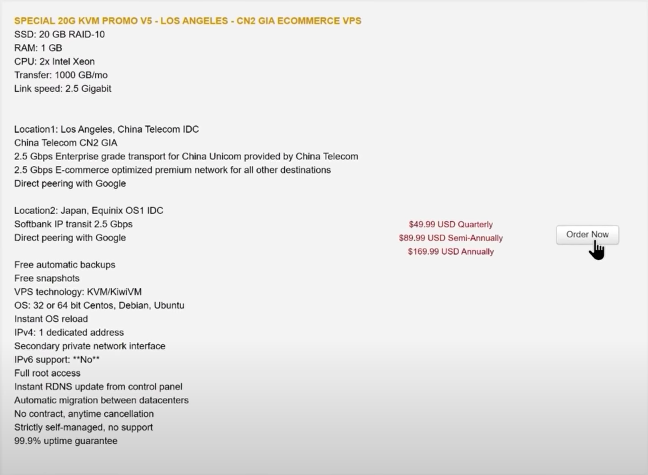 SPECIAL 20G KVM PROMO V5 - LOS ANGELES - CN2 GIA ECOMMERCE VPS
SSD: 20 GB RAID-10
RAM: 1 GB
CPU: 2x Intel Xeon
Transfer: 1000 GB/mo
Link speed: 2.5 Gigabit
Location1: Los Angeles, China Telecom IDC
China Telecom CN2 GIA
2.5 Gbps Enterprise grade transport for China Unicom provided by China Telecom
2.5 Gbps E-commerce optimized premium network for all other destinations
Direct peering with Google
Location2: Japan, Equinix OS1 IDC
Softbank IP transit 2.5 Gbps
Direct peering with Google
$49.99 USD Quarterly
$89.99 USD Semi-Annually
$169.99 USD Annually
Order Now
Free automatic backups
Free snapshots
VPS technology: KVM/KiwiVM
OS: 32 or 64 bit Centos, Debian, Ubuntu
Instant OS reload
IPv4: 1 dedicated address
Secondary private network interface
IPv6 support: **No**
Full root access
Instant RDNS update from control panel
Automatic migration between datacenters
No contract, anytime cancellation
Strictly self-managed, no support
99.9% uptime guarantee